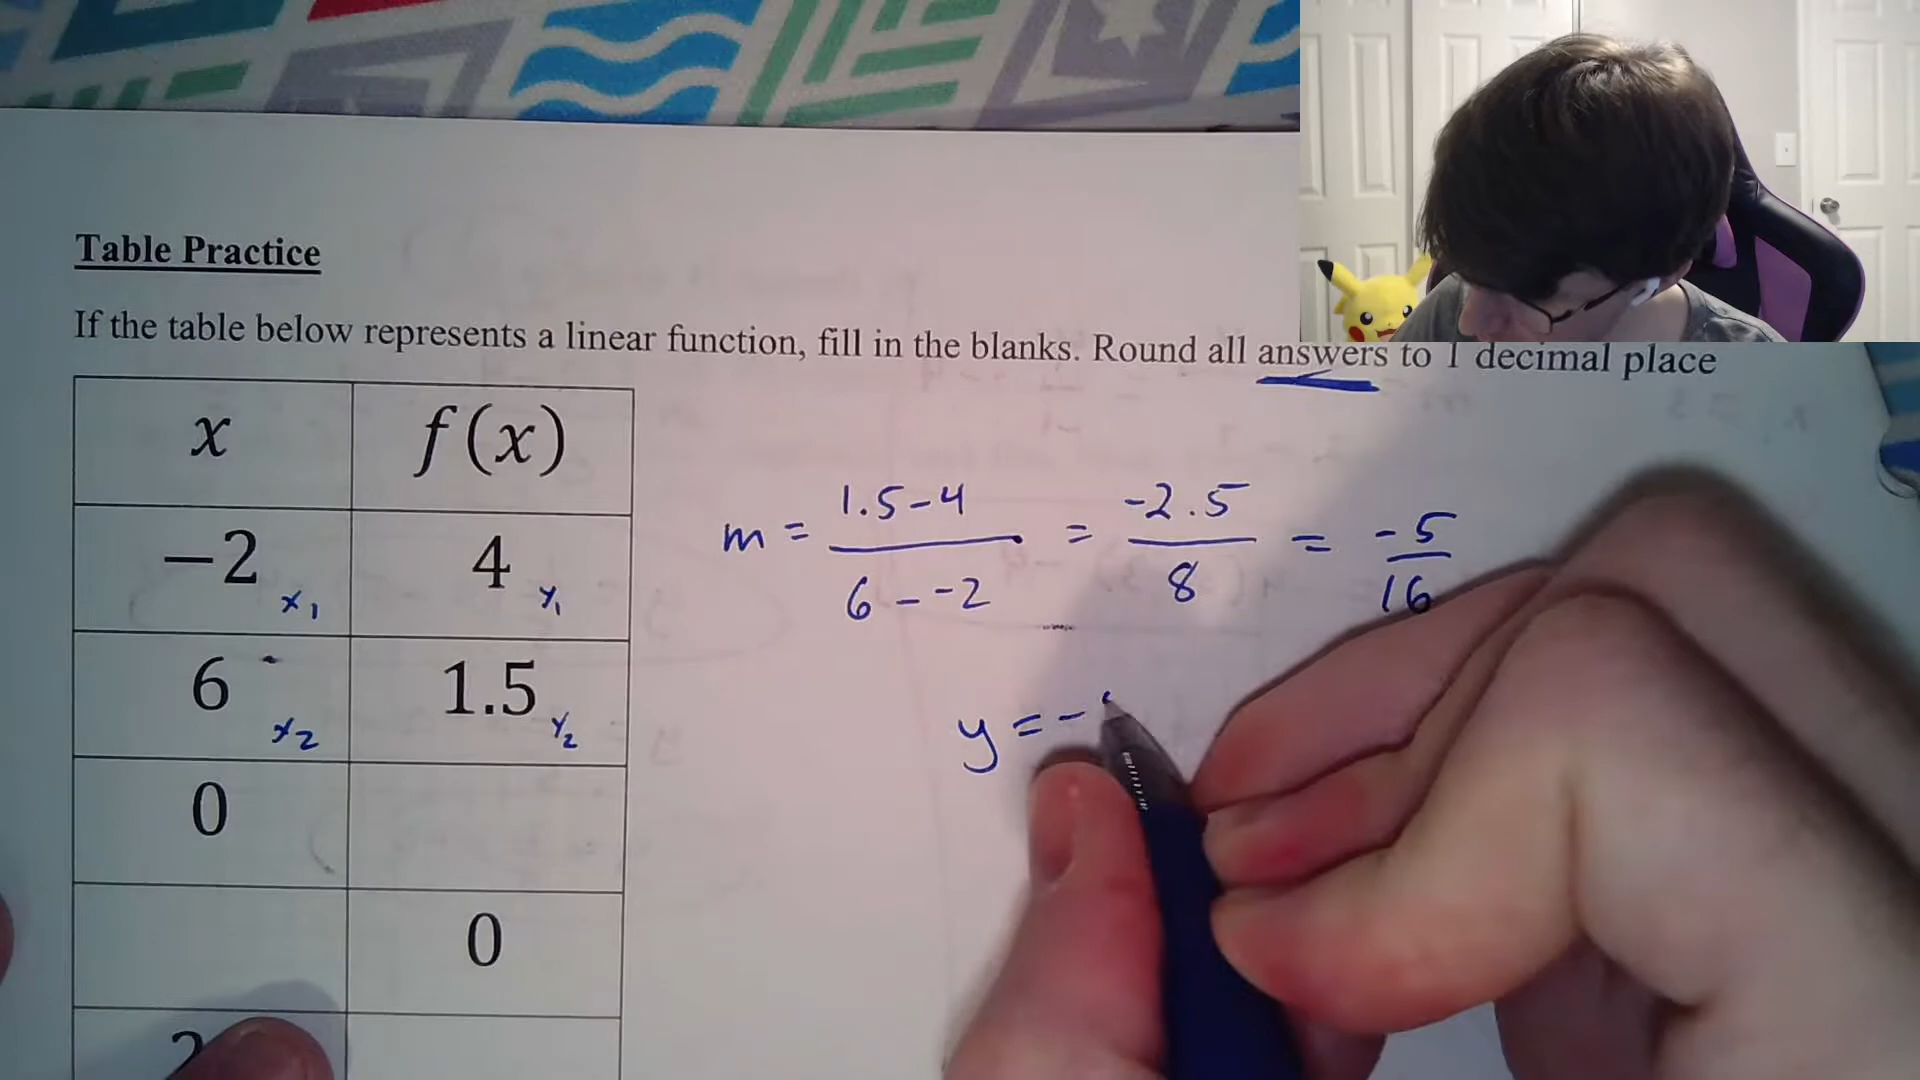 Table Practice
If the table below represents a linear function, fill in the blanks. Round all answers to 1 decimal place
x f(x)
−2 x₁ 4 y₁
6 x₂ 1.5 y₂
0
0
2
m = 1.5-4 / 6--2 = -2.5 / 8 = -5 / 16
y = -